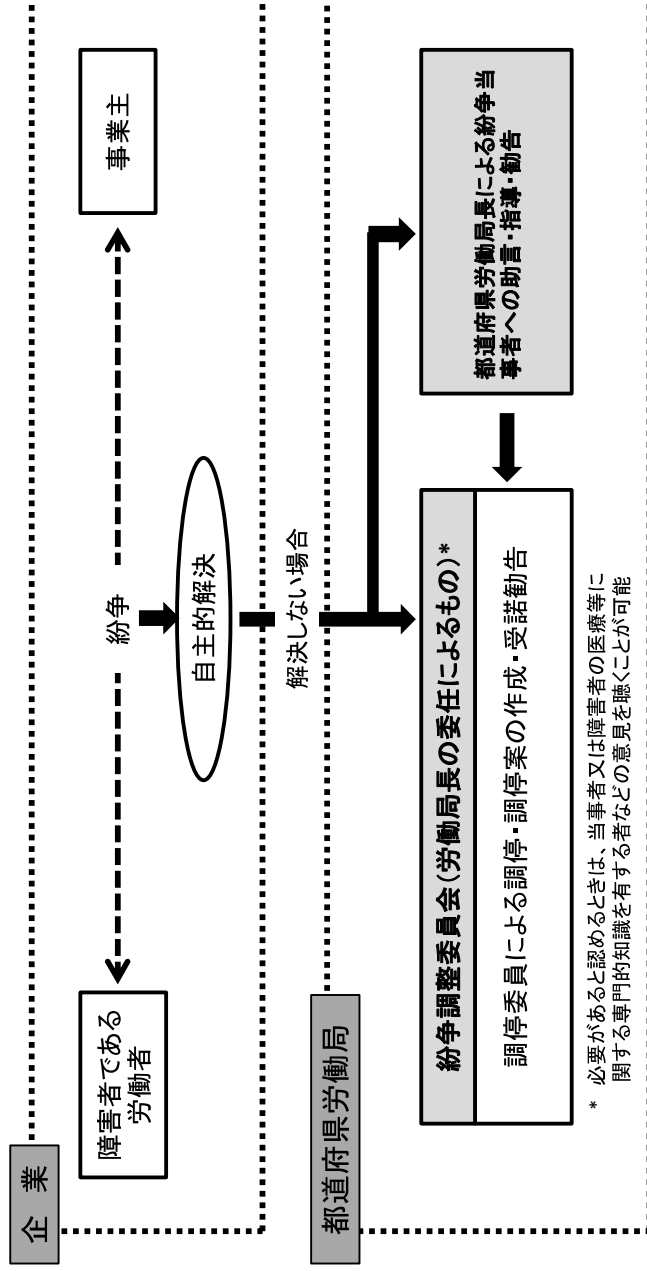 企 業
障害者である
労働者
紛争
事業主
自主的解決
解決しない場合
都道府県労働局
紛争調整委員会(労働局長の委任によるもの)*
調停委員による調停・調停案の作成・受諾勧告
都道府県労働局長による紛争当
事者への助言・指導・勧告
* 必要があると認めるときは、当事者又は障害者の医療等に
関する専門的知識を有する者などの意見を聴くことが可能